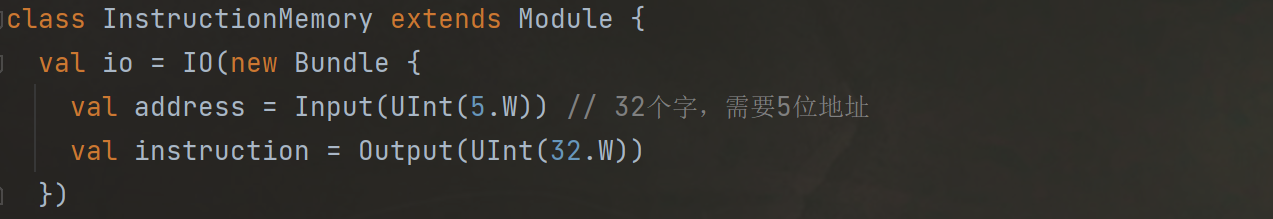 class InstructionMemory extends Module {
  val io = IO(new Bundle {
    val address = Input(UInt(5.W)) // 32个字，需要5位地址
    val instruction = Output(UInt(32.W))
  })